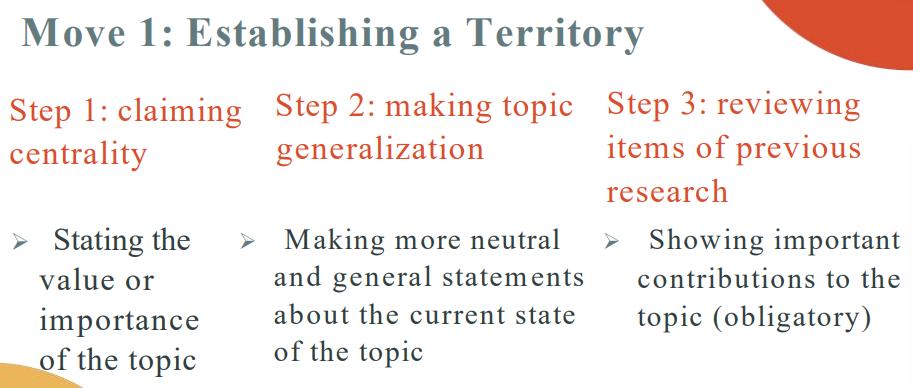 Move 1: Establishing a Territory
Step 1: claiming
centrality
➢ Stating the
value or
importance
of the topic
Step 2: making topic
generalization
➢ Making more neutral
and general statements
about the current state
of the topic
Step 3: reviewing
items of previous
research
➢ Showing important
contributions to the
topic (obligatory)